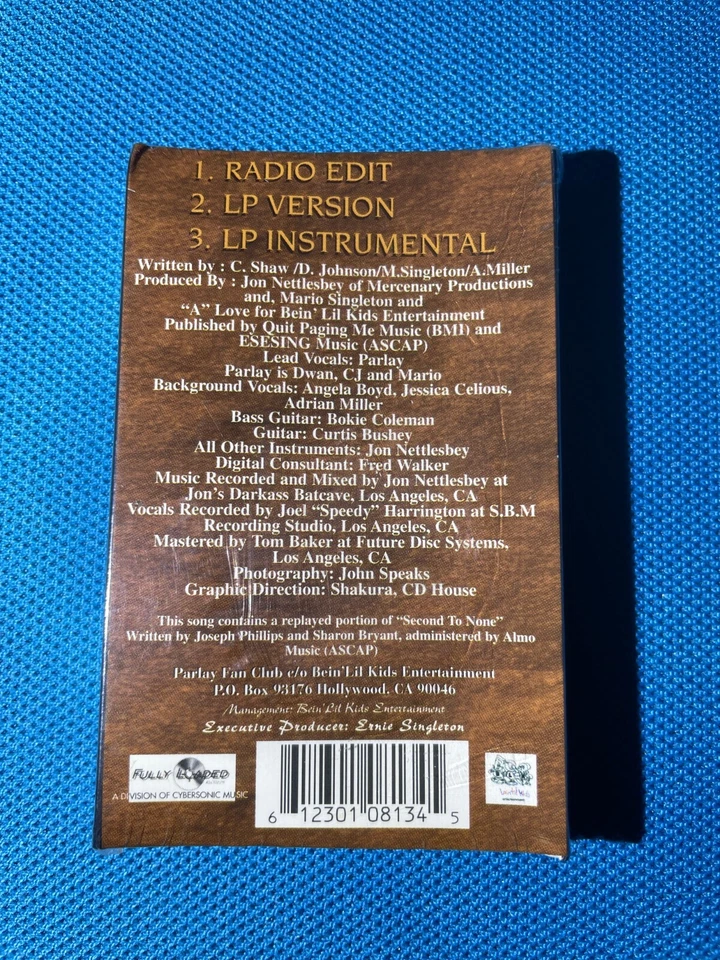 1. RADIO EDIT
2. LP VERSION
3. LP INSTRUMENTAL
Written by : C. Shaw /D. Johnson/M.Singleton/A.Miller
Produced By : Jon Nettlesbey of Mercenary Productions
and, Mario Singleton and
“A” Love for Bein’ Lil Kids Entertainment
Published by Quit Paging Me Music (BMI) and
ESESING Music (ASCAP)
Lead Vocals: Parlay
Parlay is Dwan, CJ and Mario
Background Vocals: Angela Boyd, Jessica Celious,
Adrian Miller
Bass Guitar: Bokie Coleman
Guitar: Curtis Bushey
All Other Instruments: Jon Nettlesbey
Digital Consultant: Fred Walker
Music Recorded and Mixed by Jon Nettlesbey at
Jon’s Darkass Batcave, Los Angeles, CA
Vocals Recorded by Joel “Speedy” Harrington at S.B.M
Recording Studio, Los Angeles, CA
Mastered by Tom Baker at Future Disc Systems,
Los Angeles, CA
Photography: John Speaks
Graphic Direction: Shakura, CD House
This song contains a replayed portion of “Second To None”
Written by Joseph Phillips and Sharon Bryant, administered by Almo
Music (ASCAP)
Parlay Fan Club c/o Bein’Lil Kids Entertainment
P.O. Box 93176 Hollywood, CA 90046
Management: Bein’Lil Kids Entertainment
Executive Producer: Ernie Singleton
FULLY LOADED
A DIVISION OF CYBERSONIC MUSIC
6 12301 08134 5